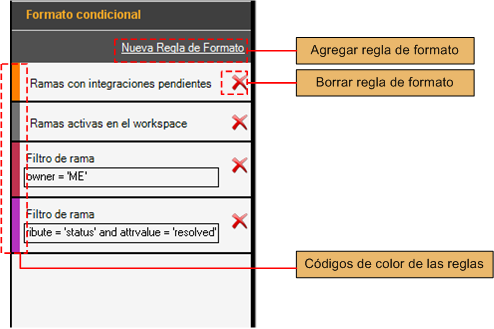 Formato condicional
Nueva Regla de Formato
Agregar regla de formato
Ramas con integraciones pendientes
Borrar regla de formato
Ramas activas en el workspace
Filtro de rama
owner = 'ME'
Filtro de rama
ribute = 'status' and attrvalue = 'resolved'
Códigos de color de las reglas